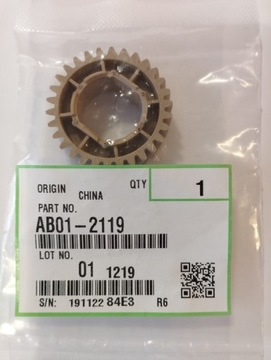 ORIGIN CHINA QTY 1
PART NO.
AB01-2119
LOT NO.
01 1219
S/N: 191122 84E3 R6